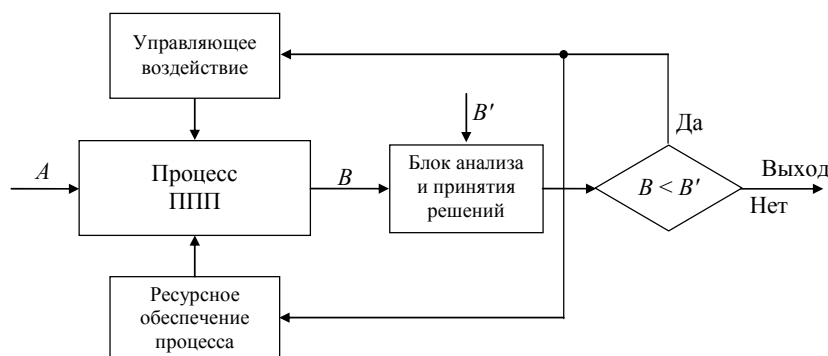 Управляющее
воздействие
A
Процесс
ППП
B
B′
Блок анализа
и принятия
решений
Да
B < B′
Выход
Нет
Ресурсное
обеспечение
процесса